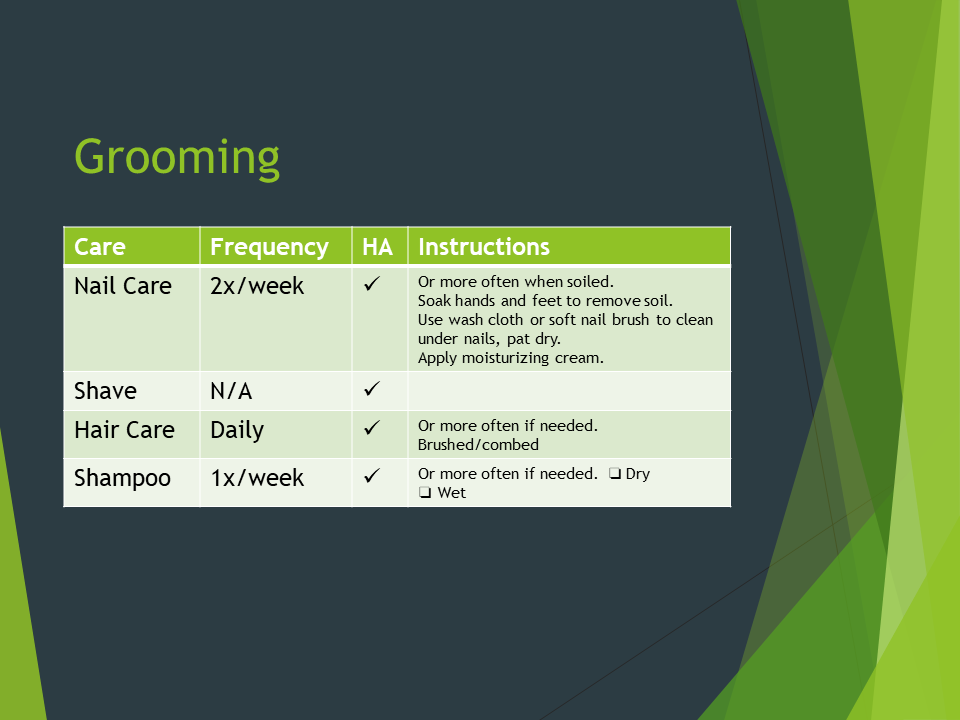 Grooming
Care Frequency HA Instructions
Nail Care 2x/week ✓ Or more often when soiled.
Soak hands and feet to remove soil.
Use wash cloth or soft nail brush to clean
under nails, pat dry.
Apply moisturizing cream.
Shave N/A ✓
Hair Care Daily ✓ Or more often if needed.
Brushed/combed
Shampoo 1x/week ✓ Or more often if needed. ❑ Dry
❑ Wet